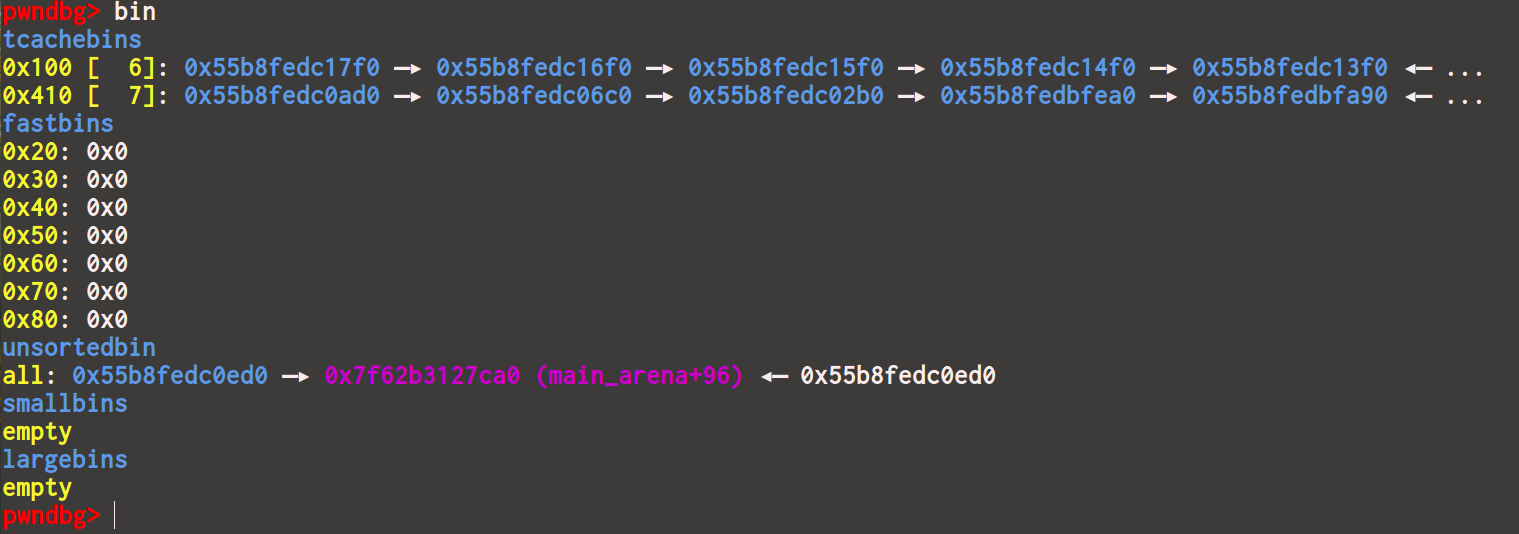 pwndbg> bin
tcachebins
0x100 [  6]: 0x55b8fedc17f0 —▸ 0x55b8fedc16f0 —▸ 0x55b8fedc15f0 —▸ 0x55b8fedc14f0 —▸ 0x55b8fedc13f0 ◂— ...
0x410 [  7]: 0x55b8fedc0ad0 —▸ 0x55b8fedc06c0 —▸ 0x55b8fedc02b0 —▸ 0x55b8fedbfea0 —▸ 0x55b8fedbfa90 ◂— ...
fastbins
0x20: 0x0
0x30: 0x0
0x40: 0x0
0x50: 0x0
0x60: 0x0
0x70: 0x0
0x80: 0x0
unsortedbin
all: 0x55b8fedc0ed0 —▸ 0x7f62b3127ca0 (main_arena+96) ◂— 0x55b8fedc0ed0
smallbins
empty
largebins
empty
pwndbg>